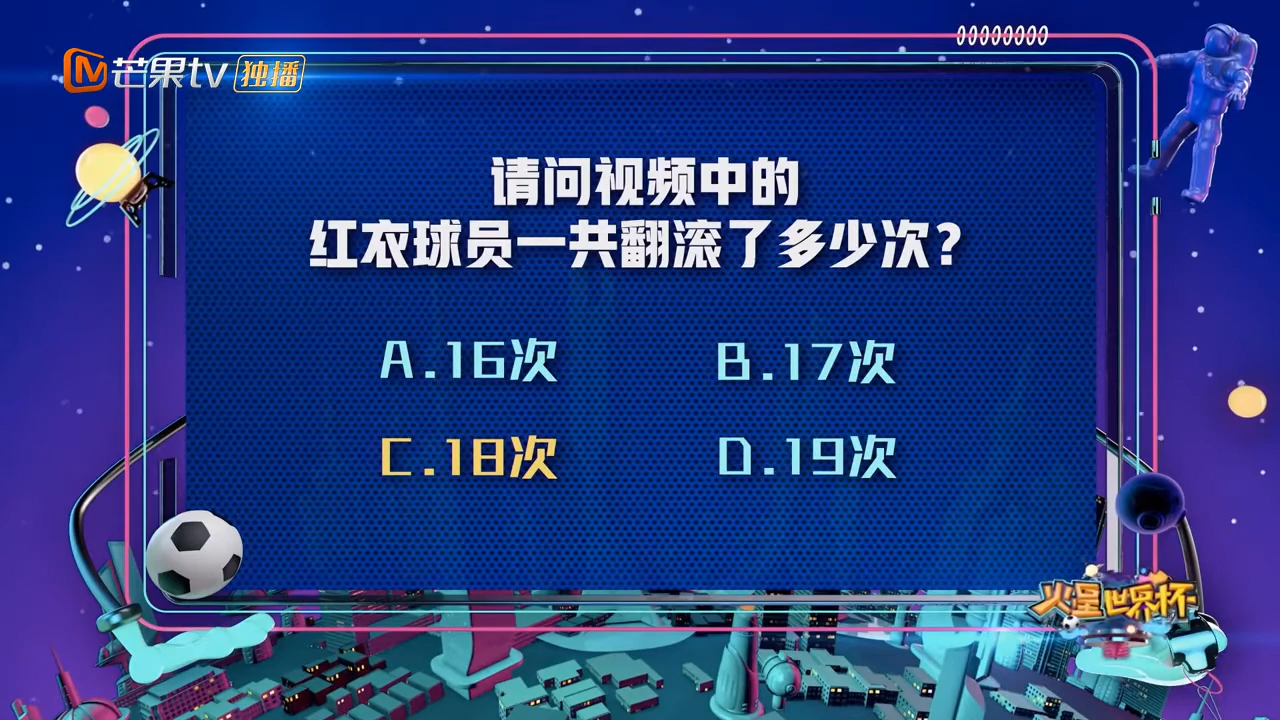 芒果tv 独播
请问视频中的
红衣球员一共翻滚了多少次?
A.16次
B.17次
C.18次
D.19次
火星世界杯